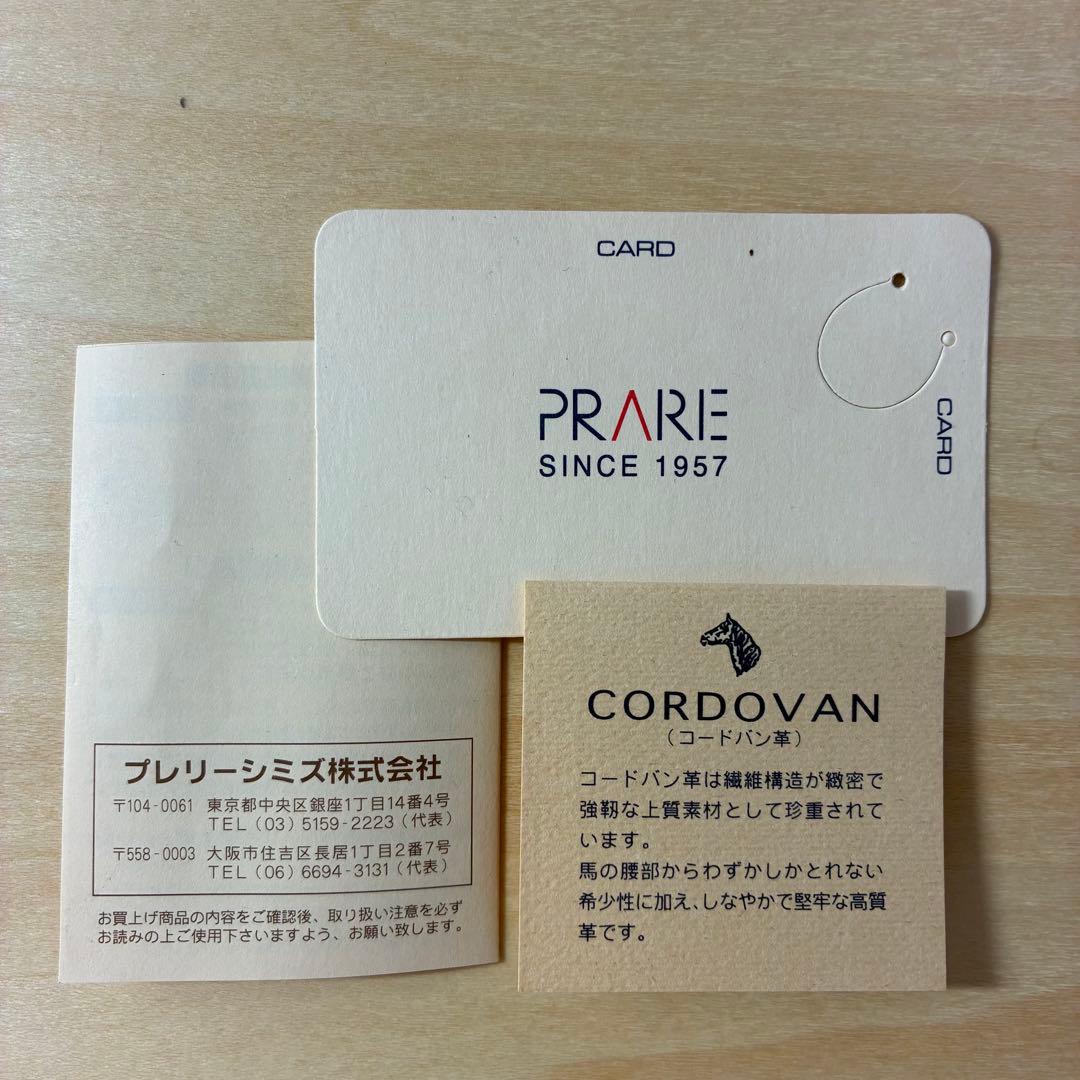 CARD
CARD
PRARIE
SINCE 1957
CORDOVAN
(コードバン革)
コードバン革は繊維構造が緻密で
強靭な上質素材として珍重されて
います。
馬の腰部からわずかしかとれない
希少性に加え、しなやかで堅牢な高質
革です。
プレリーシミズ株式会社
〒104-0061 東京都中央区銀座1丁目14番4号
TEL (03) 5159-2223 (代表)
〒558-0003 大阪市住吉区長居1丁目2番7号
TEL (06) 6694-3131 (代表)
お買上げ商品の内容をご確認後、取り扱い注意を必ず
お読みの上ご使用下さいますよう、お願い致します。